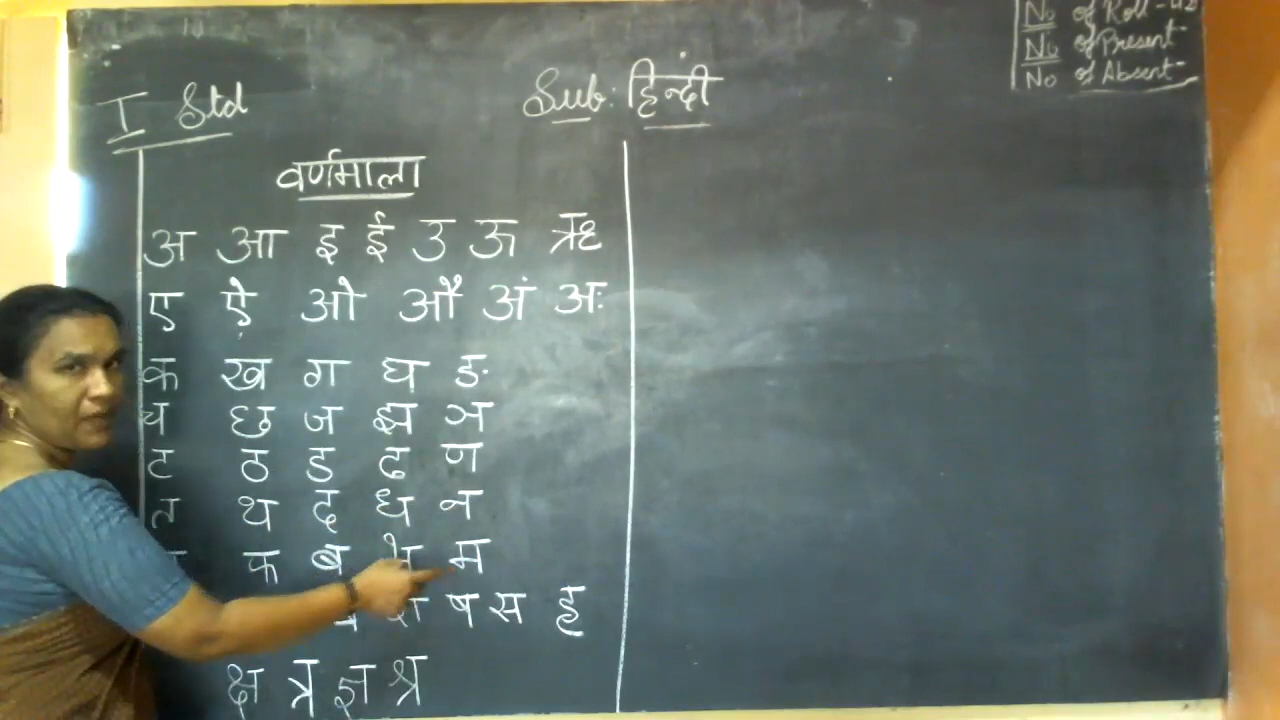 No of Roll - 42
No of Present -
No of Absent -
I Std
Sub: हिन्दी
वर्णमाला
अ आ इ ई उ ऊ ऋ
ए ऐ ओ औ अं अः
क ख ग घ ङ
च छ ज झ ञ
ट ठ ड ढ ण
त थ द ध न
फ ब भ म
व श ष स ह
क्ष त्र ज्ञ श्र